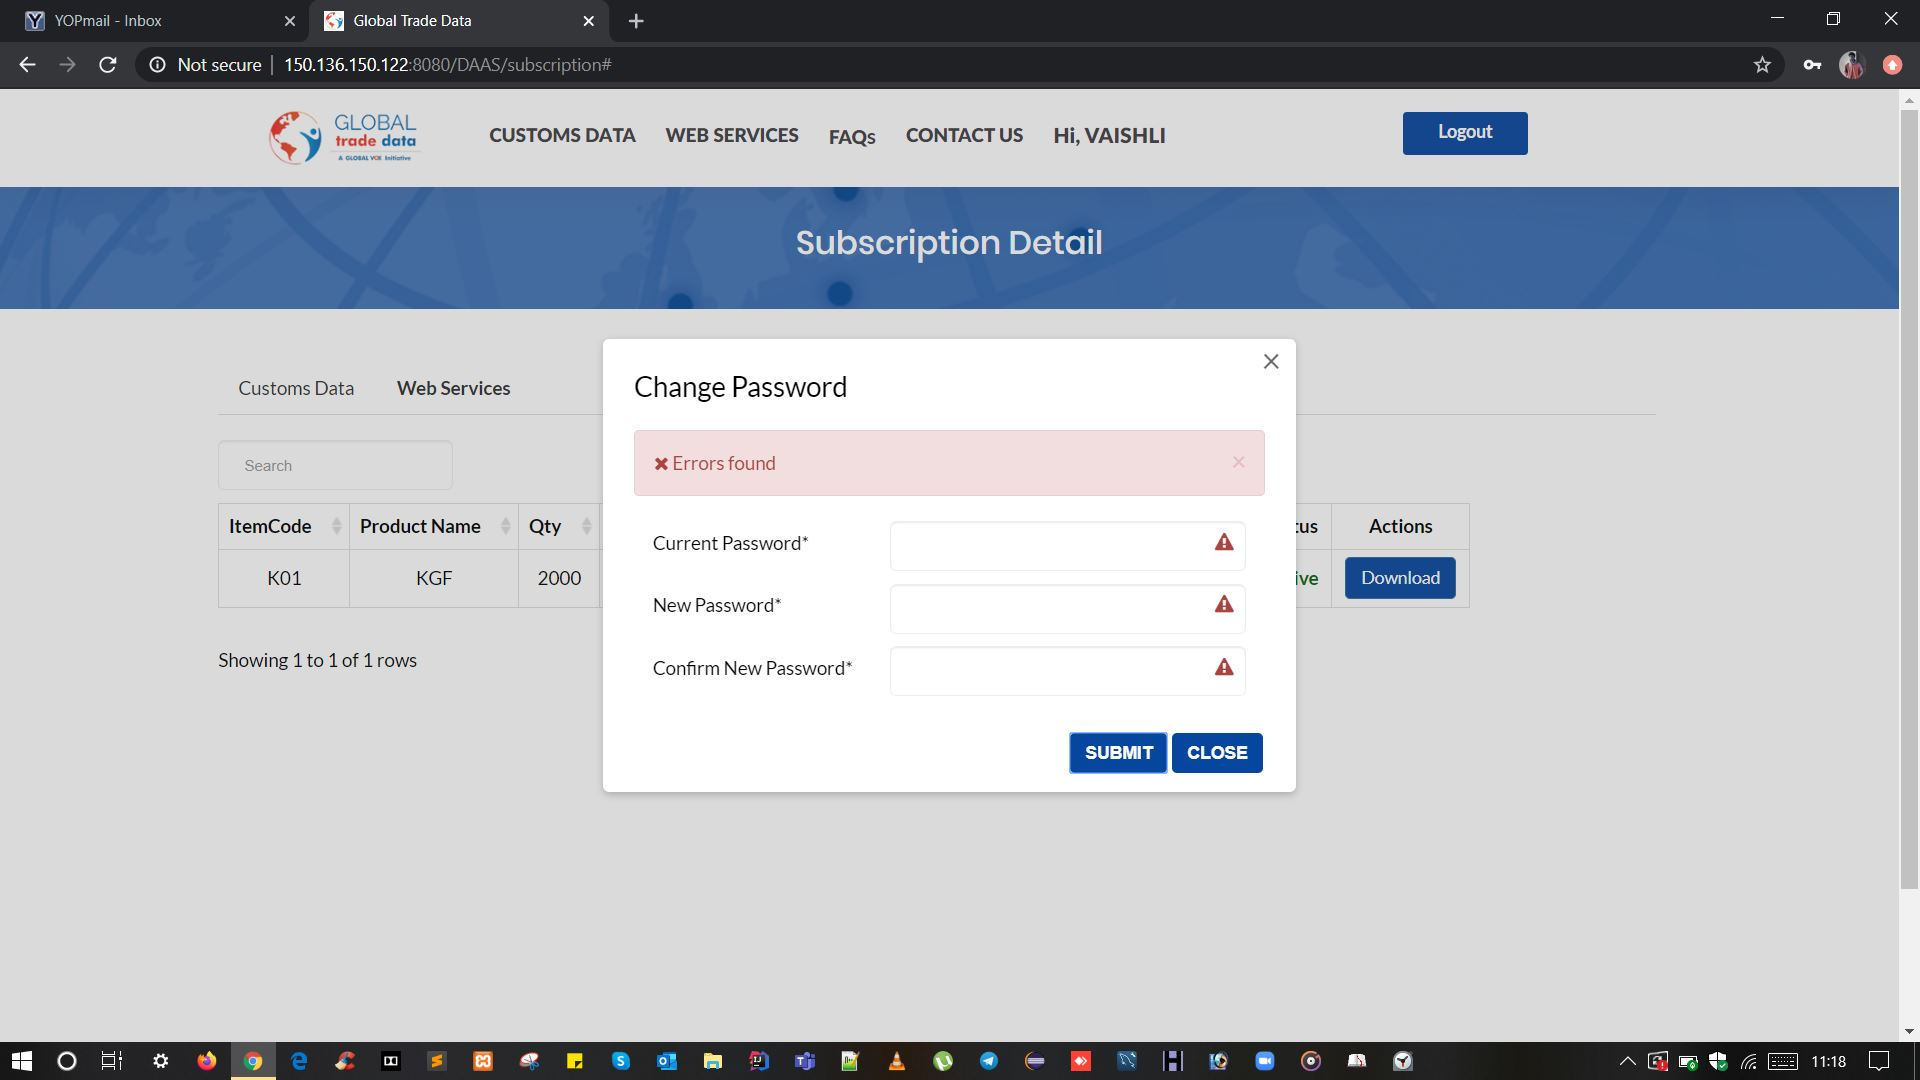 YOPmail - Inbox
Global Trade Data
Not secure
150.136.150.122:8080/DAAS/subscription#
GLOBAL
trade data
A GLOBAL VOX Initiative
CUSTOMS DATA
WEB SERVICES
FAQs
CONTACT US
Hi, VAISHLI
Logout
Subscription Detail
Customs Data
Web Services
Search
ItemCode
Product Name
Qty
tus
Actions
K01
KGF
2000
ive
Download
Showing 1 to 1 of 1 rows
Change Password
Errors found
Current Password*
New Password*
Confirm New Password*
SUBMIT
CLOSE
11:18